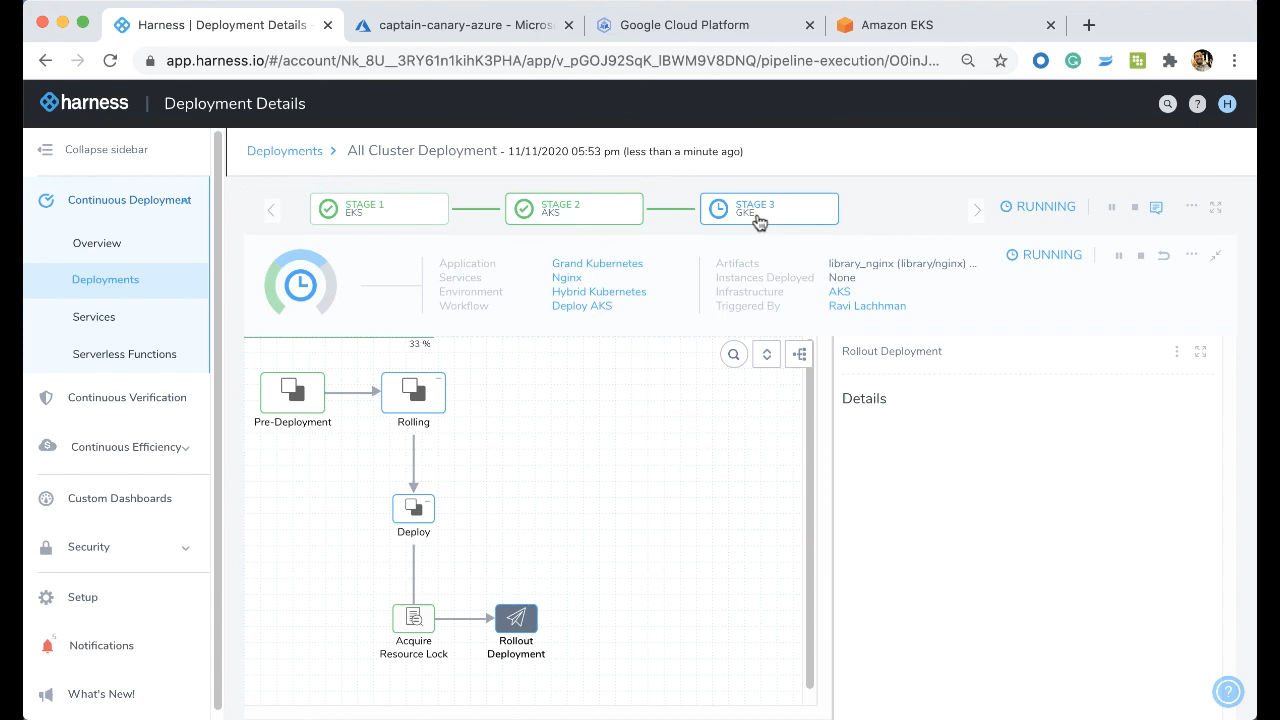 Harness | Deployment Details -
captain-canary-azure - Micros
Google Cloud Platform
Amazon EKS
app.harness.io/#/account/Nk_8U__3RY61n1kihK3PHA/app/v_pGOJ92SqK_lBWM9V8DNQ/pipeline-execution/O0inJ...
harness | Deployment Details
? H
Collapse sidebar
Continuous Deployment
Overview
Deployments
Services
Serverless Functions
Continuous Verification
Continuous Efficiency
Custom Dashboards
Security
Setup
5
Notifications
What's New!
Deployments > All Cluster Deployment - 11/11/2020 05:53 pm (less than a minute ago)
STAGE 1
EKS
STAGE 2
AKS
STAGE 3
GKE
RUNNING
RUNNING
Application Grand Kubernetes
Services Nginx
Environment Hybrid Kubernetes
Workflow Deploy AKS
Artifacts library_nginx (library/nginx) ...
Instances Deployed None
Infrastructure AKS
Triggered By Ravi Lachhman
33 %
Pre-Deployment
Rolling
Deploy
Acquire
Resource Lock
Rollout
Deployment
Rollout Deployment
Details
?